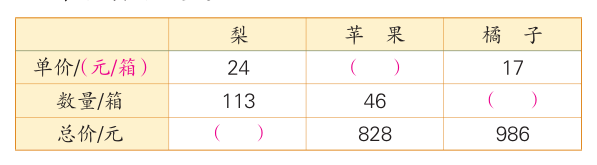 梨 苹 果 橘 子
单价/(元/箱) 24 ( ) 17
数量/箱 113 46 ( )
总价/元 ( ) 828 986